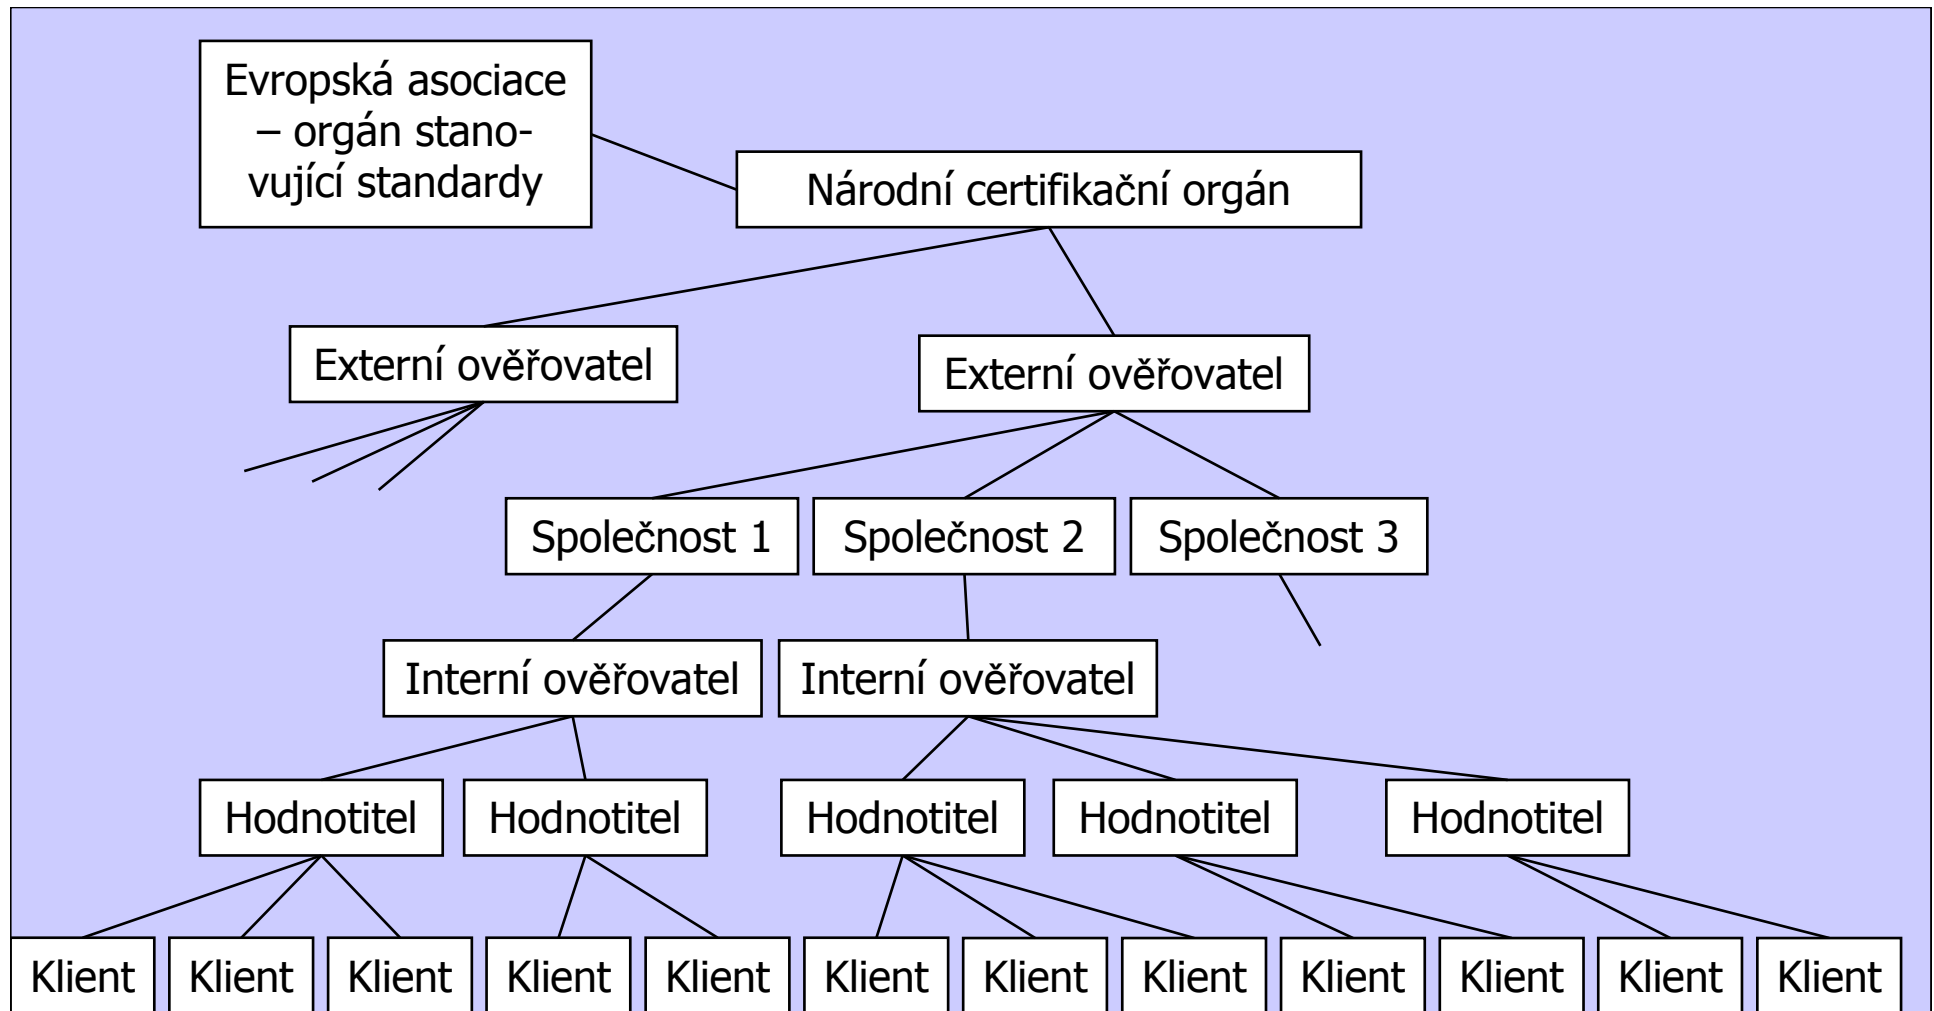 Evropská asociace
– orgán stano-
vující standardy
Národní certifikační orgán
Externí ověřovatel
Externí ověřovatel
Společnost 1
Společnost 2
Společnost 3
Interní ověřovatel
Interní ověřovatel
Hodnotitel
Hodnotitel
Hodnotitel
Hodnotitel
Hodnotitel
Klient
Klient
Klient
Klient
Klient
Klient
Klient
Klient
Klient
Klient
Klient
Klient